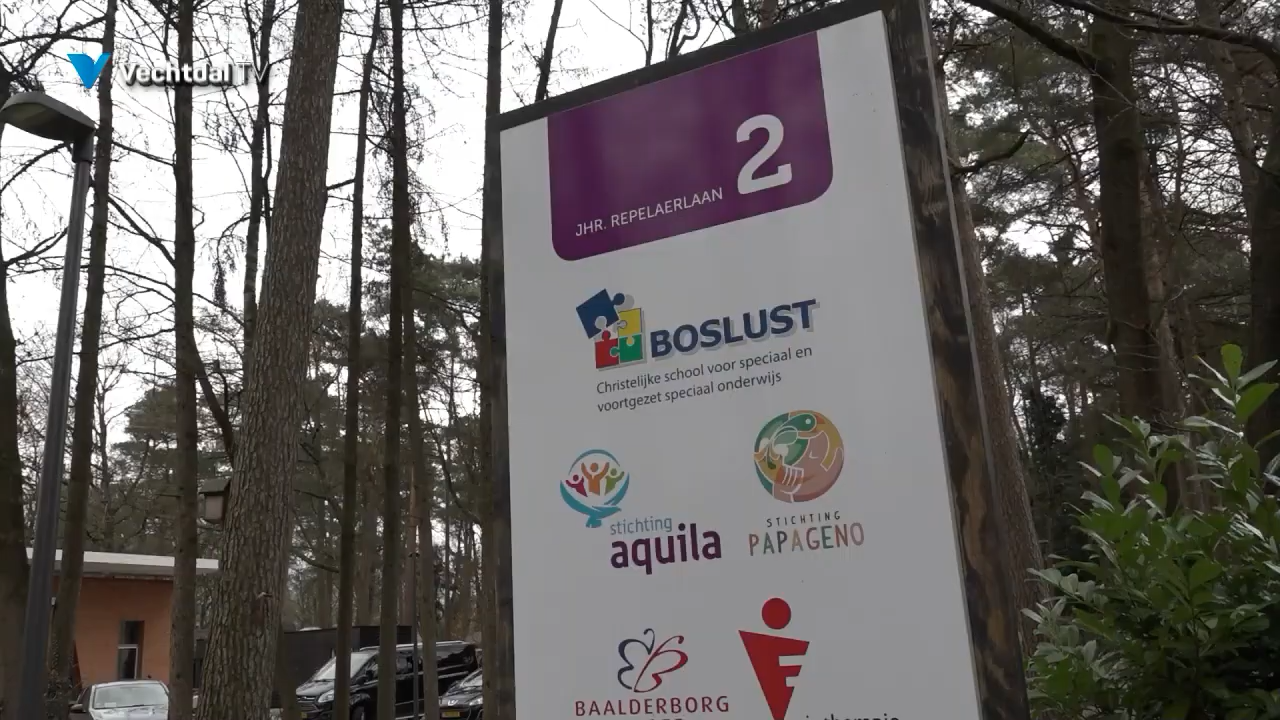 Vechtdal TV
2
JHR. REPELAERLAAN
BOSLUST
Christelijke school voor speciaal en
voortgezet speciaal onderwijs
stichting
aquila
STICHTING
PAPAGENO
BAALDERBORG